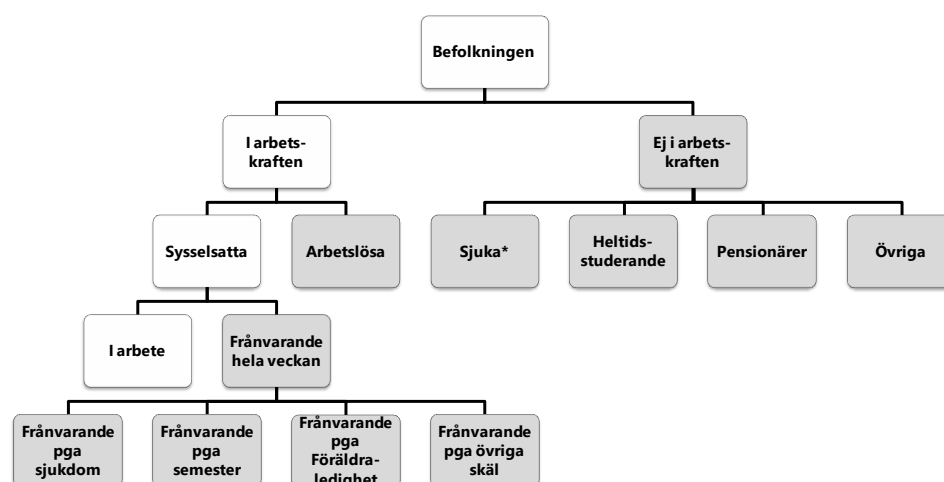 Befolkningen
I arbets-
kraften
Ej i arbets-
kraften
Sysselsatta
Arbetslösa
Sjuka*
Heltids-
studerande
Pensionärer
Övriga
I arbete
Frånvarande
hela veckan
Frånvarande
pga
sjukdom
Frånvarande
pga
semester
Frånvarande
pga
Föräldra-
ledighet
Frånvarande
pga övriga
skäl